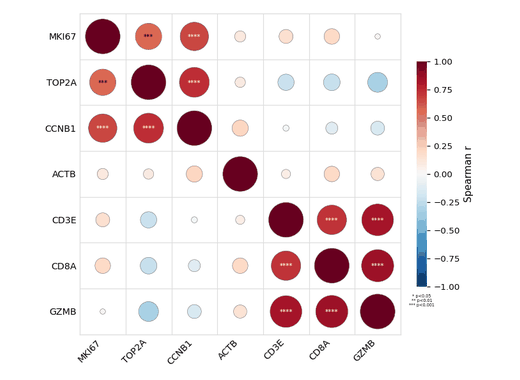 MKI67 *** ****
TOP2A *** ****
CCNB1 **** ****
ACTB
CD3E **** ****
CD8A **** ****
GZMB **** ****
MKI67 TOP2A CCNB1 ACTB CD3E CD8A GZMB
1.00
0.75
0.50
0.25
0.00
−0.25
−0.50
−0.75
−1.00
Spearman r
* p<0.05
** p<0.01
*** p<0.001